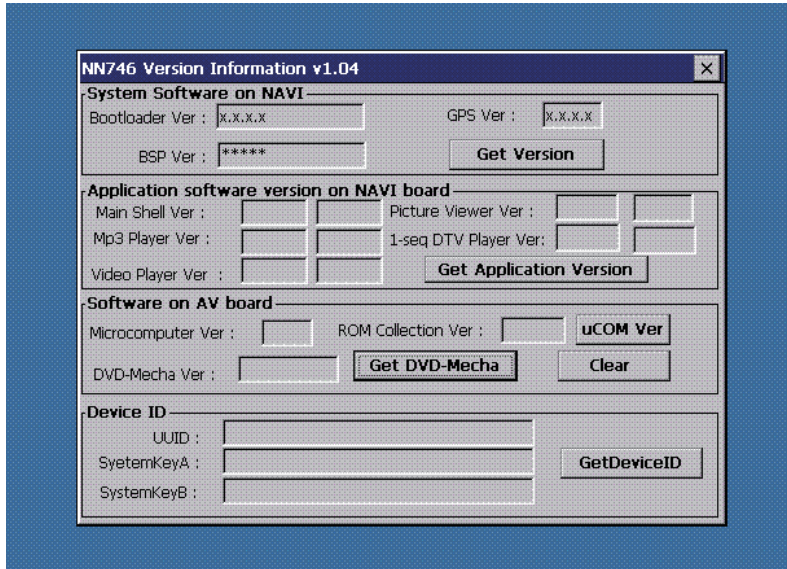 NN746 Version Information v1.04
System Software on NAVI
Bootloader Ver : x.x.x.x GPS Ver : x.x.x.x
BSP Ver : ***** Get Version
Application software version on NAVI board
Main Shell Ver : Picture Viewer Ver :
Mp3 Player Ver : 1-seq DTV Player Ver:
Video Player Ver : Get Application Version
Software on AV board
Microcomputer Ver : ROM Collection Ver : uCOM Ver
DVD-Mecha Ver : Get DVD-Mecha Clear
Device ID
UUID :
SyetemKeyA : GetDeviceID
SystemKeyB :